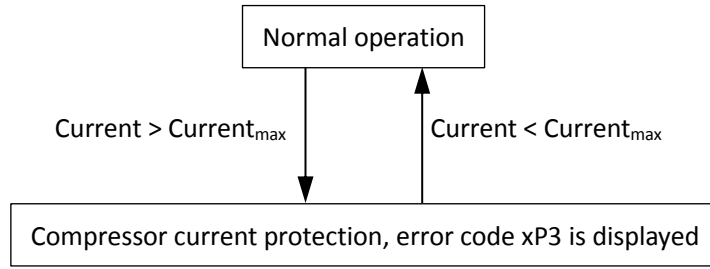 Normal operation
Current > Currentmax
Current < Currentmax
Compressor current protection, error code xP3 is displayed